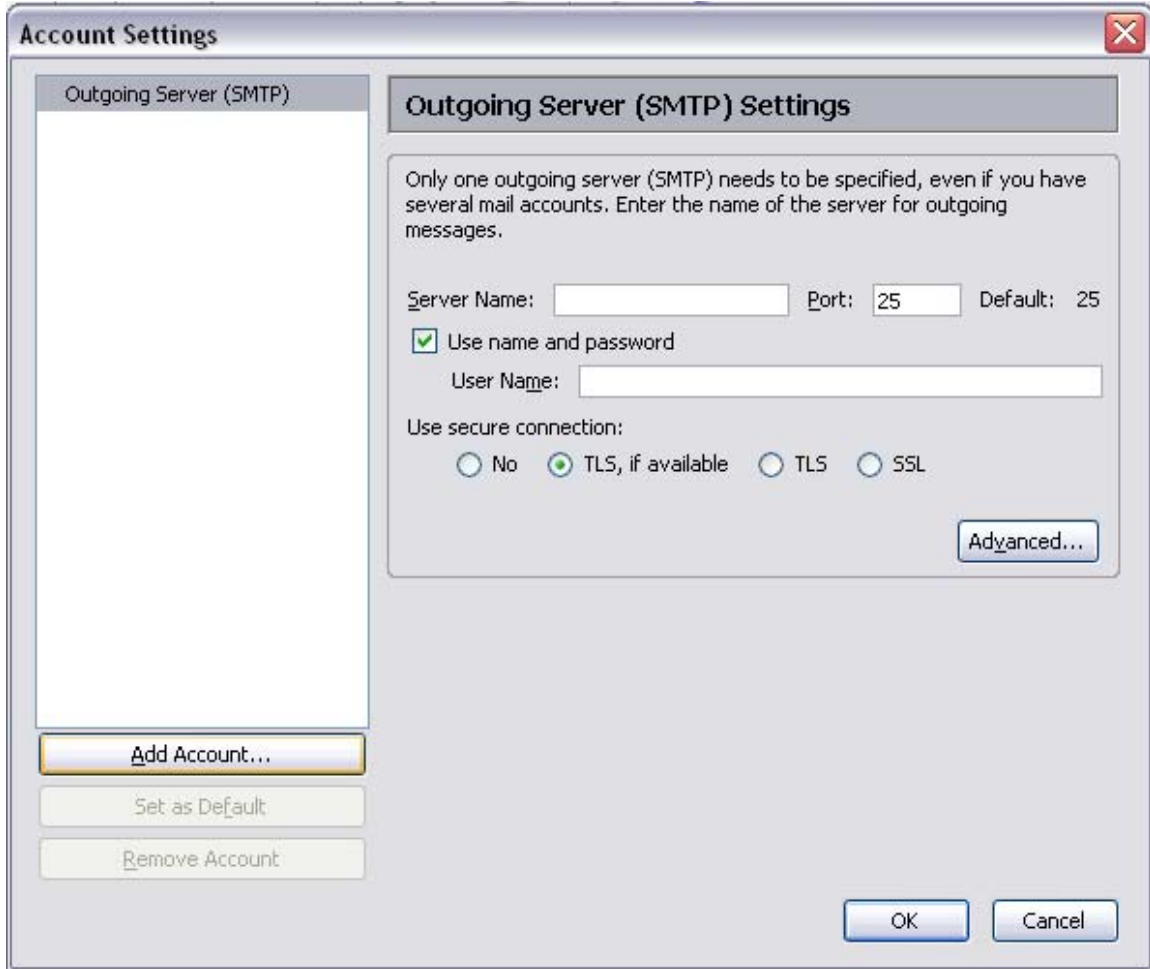 Account Settings
Outgoing Server (SMTP)
Outgoing Server (SMTP) Settings
Only one outgoing server (SMTP) needs to be specified, even if you have
several mail accounts. Enter the name of the server for outgoing
messages.
Server Name: Port: 25 Default: 25
Use name and password
User Name:
Use secure connection:
No TLS, if available TLS SSL
Advanced...
Add Account...
Set as Default
Remove Account
OK Cancel